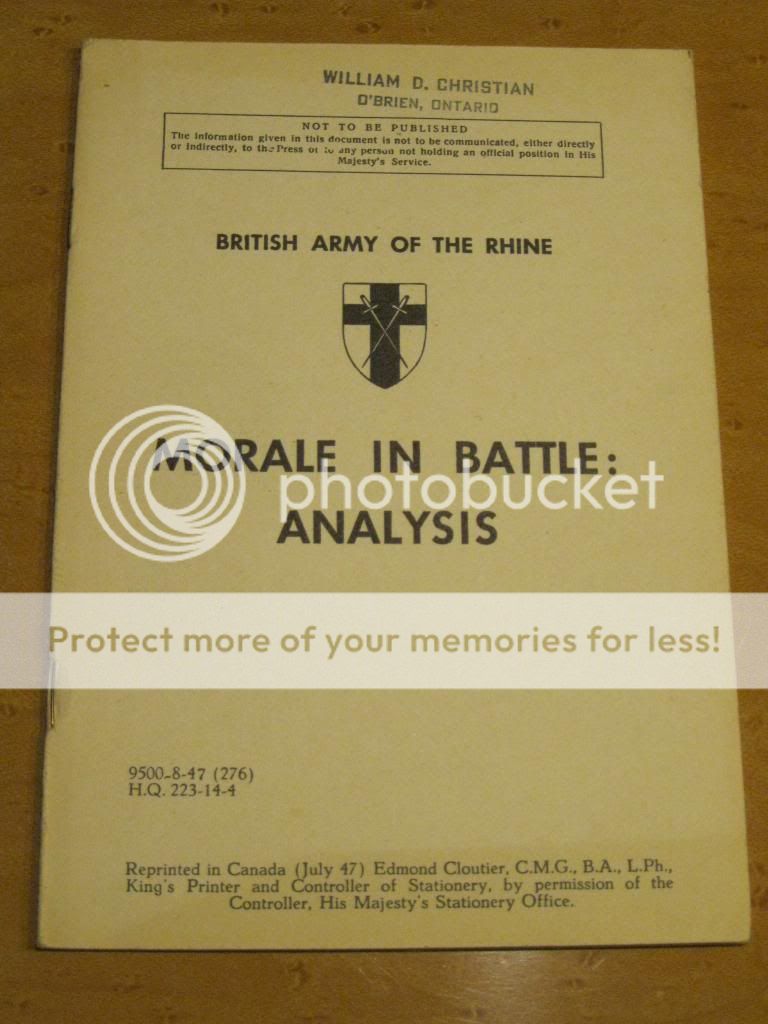 WILLIAM D. CHRISTIAN
O'BRIEN, ONTARIO
NOT TO BE PUBLISHED
The information given in this document is not to be communicated, either directly
or indirectly, to the Press or to any person not holding an official position in His
Majesty's Service.
BRITISH ARMY OF THE RHINE
MORALE IN BATTLE:
photobucket
ANALYSIS
Protect more of your memories for less!
9500-8-47 (276)
H.Q. 223-14-4
Reprinted in Canada (July 47) Edmond Cloutier, C.M.G., B.A., L.Ph.,
King's Printer and Controller of Stationery, by permission of the
Controller, His Majesty's Stationery Office.